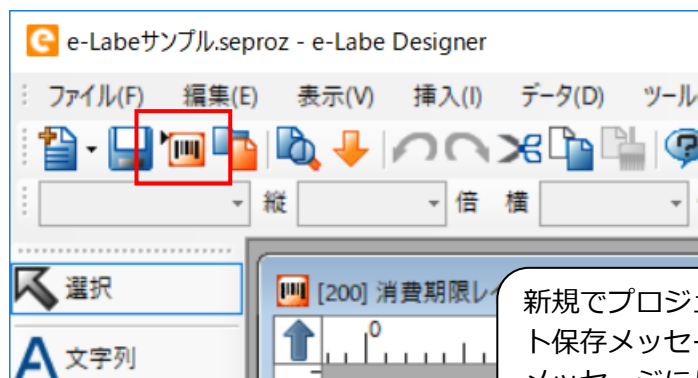 e-Labeサンプル.seproz - e-Labe Designer
ファイル(F) 編集(E) 表示(V) 挿入(I) データ(D) ツール
縦 倍 横
選択
[200] 消費期限レイ
0
文字列
新規でプロジェ
ト保存メッセー